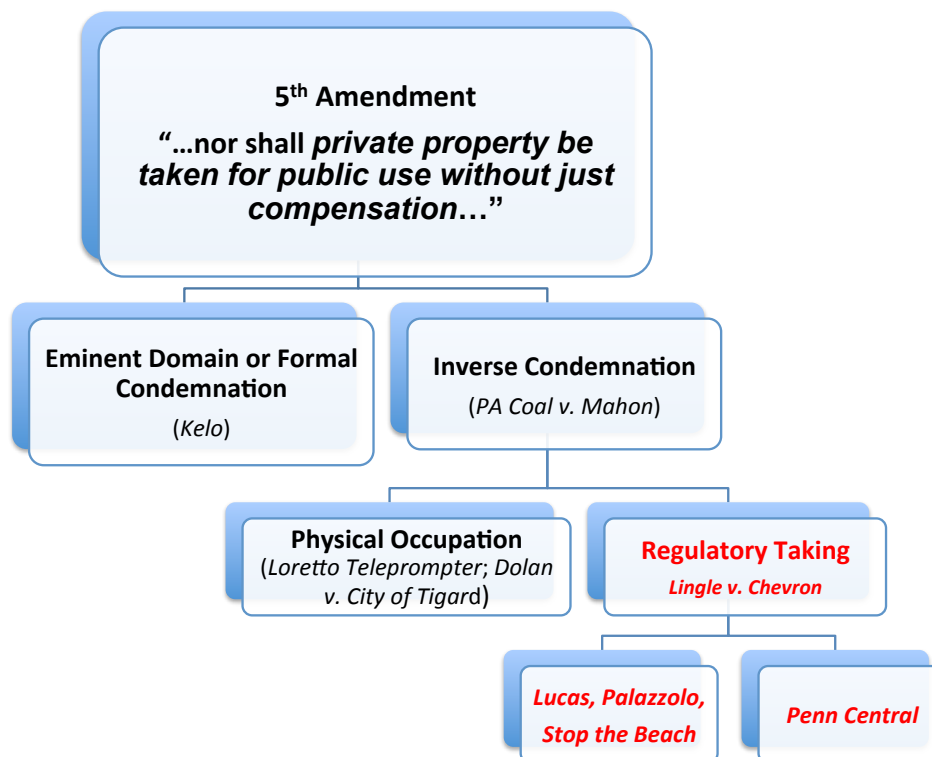 5th Amendment
“…nor shall private property be
taken for public use without just
compensation…”
Eminent Domain or Formal
Condemnation
(Kelo)
Inverse Condemnation
(PA Coal v. Mahon)
Physical Occupation
(Loretto Teleprompter; Dolan
v. City of Tigard)
Regulatory Taking
Lingle v. Chevron
Lucas, Palazzolo,
Stop the Beach
Penn Central